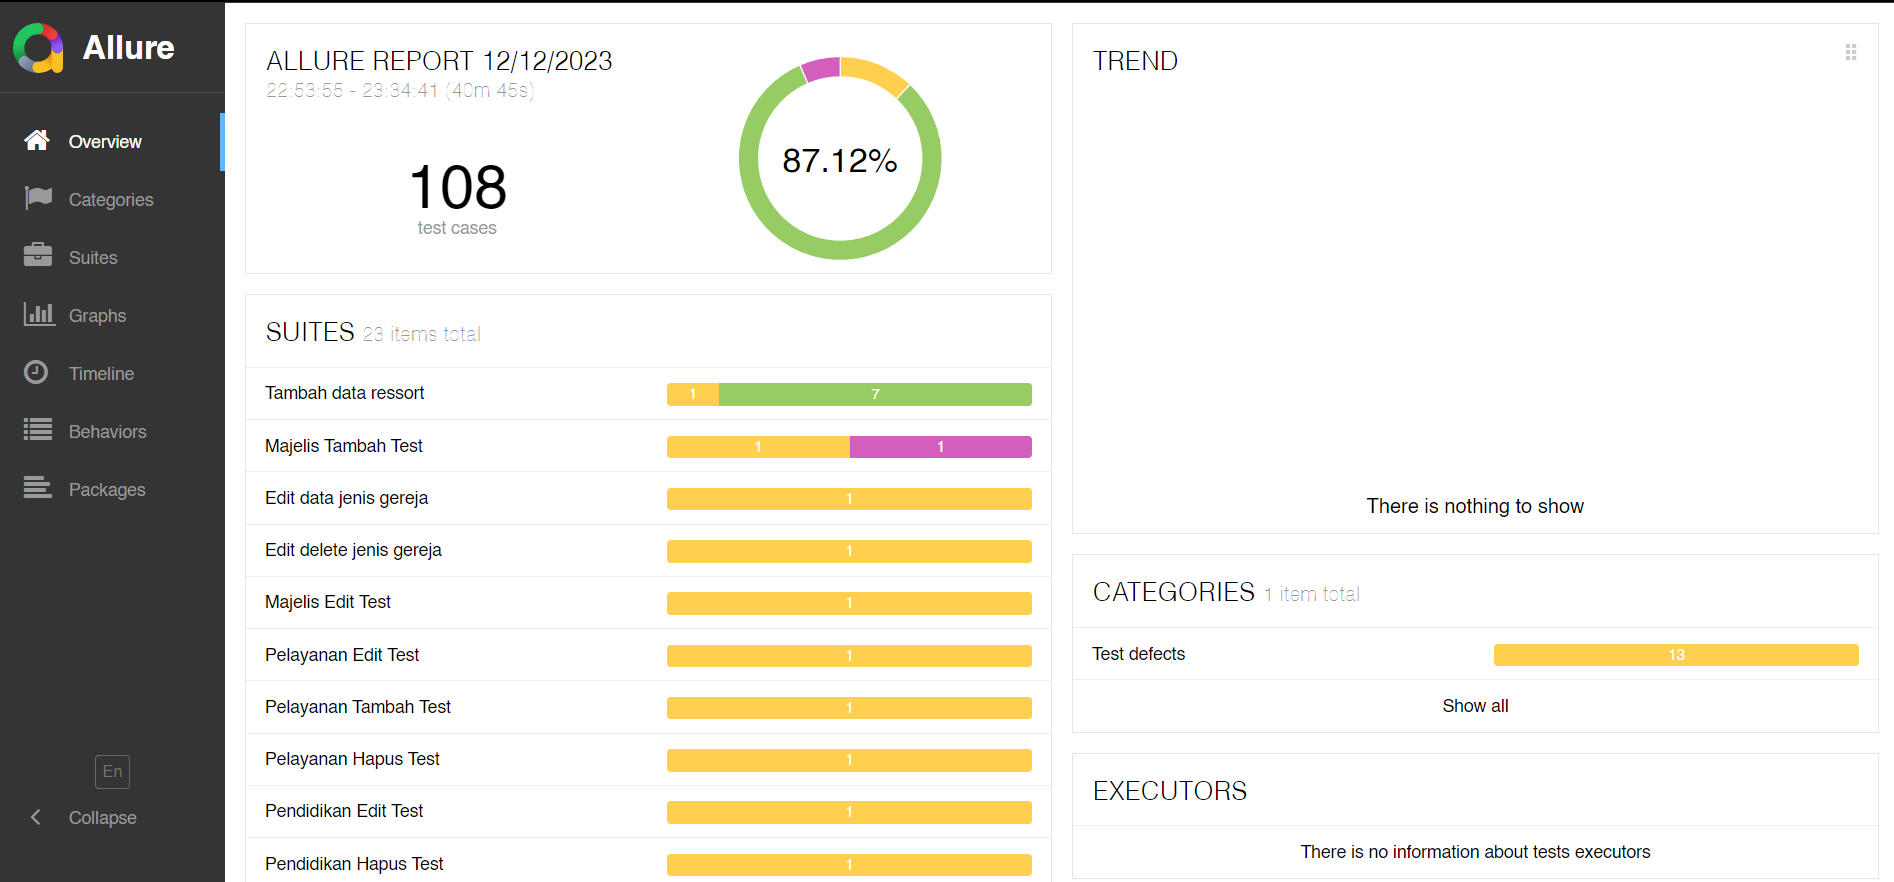 Allure
Overview
Categories
Suites
Graphs
Timeline
Behaviors
Packages
En
Collapse
ALLURE REPORT 12/12/2023
22:53:55 - 23:34:41 (40m 45s)
108
test cases
87.12%
SUITES 23 items total
Tambah data ressort 1 7
Majelis Tambah Test 1 1
Edit data jenis gereja 1
Edit delete jenis gereja 1
Majelis Edit Test 1
Pelayanan Edit Test 1
Pelayanan Tambah Test 1
Pelayanan Hapus Test 1
Pendidikan Edit Test 1
Pendidikan Hapus Test 1
TREND
There is nothing to show
CATEGORIES 1 item total
Test defects 13
Show all
EXECUTORS
There is no information about tests executors